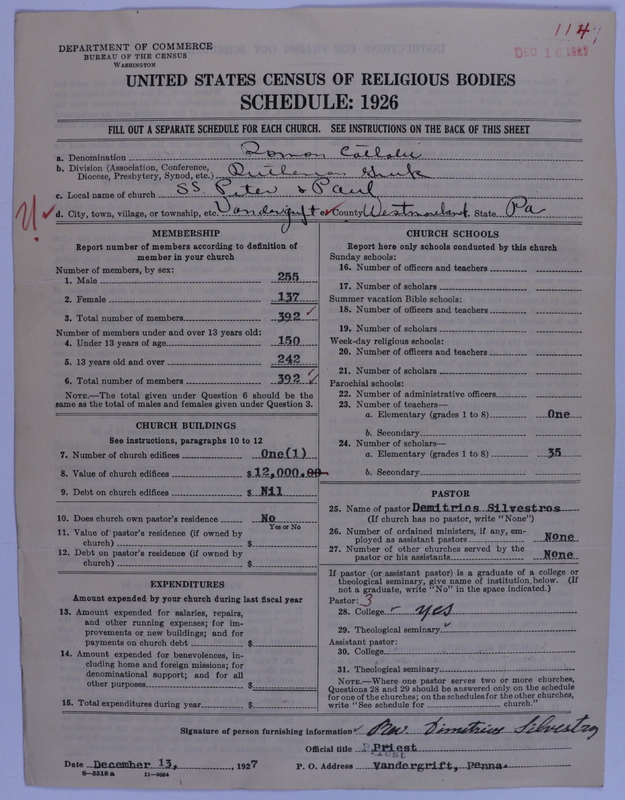 114
DEC 16 1927
DEPARTMENT OF COMMERCE
BUREAU OF THE CENSUS
WASHINGTON
UNITED STATES CENSUS OF RELIGIOUS BODIES
SCHEDULE: 1926
FILL OUT A SEPARATE SCHEDULE FOR EACH CHURCH. SEE INSTRUCTIONS ON THE BACK OF THIS SHEET
a. Denomination Roman Catholic
b. Division (Association, Conference, Diocese, Presbytery, Synod, etc.) Ruthenian Greek
c. Local name of church SS. Peter & Paul
d. City, town, village, or township, etc. Vandergrift County Westmoreland State Pa
MEMBERSHIP
Report number of members according to definition of
member in your church
Number of members, by sex:
1. Male 255
2. Female 137
3. Total number of members 392
Number of members under and over 13 years old:
4. Under 13 years of age 150
5. 13 years old and over 242
6. Total number of members 392
NOTE.—The total given under Question 6 should be
same as the total of males and females given under Question 3.
CHURCH BUILDINGS
See instructions, paragraphs 10 to 12
7. Number of church edifices One(1)
8. Value of church edifices $12,000.00
9. Debt on church edifices $ Nil
10. Does church own pastor's residence No
Yes or No
11. Value of pastor's residence (if owned by
church) $
12. Debt on pastor's residence (if owned by
church) $
EXPENDITURES
Amount expended by your church during last fiscal year
13. Amount expended for salaries, repairs,
and other running expenses; for im-
provements or new buildings; and for
payments on church debt $
14. Amount expended for benevolences, in-
cluding home and foreign missions; for
denominational support; and for all
other purposes $
15. Total expenditures during year $
CHURCH SCHOOLS
Report here only schools conducted by this church
Sunday schools:
16. Number of officers and teachers
17. Number of scholars
Summer vacation Bible schools:
18. Number of officers and teachers
19. Number of scholars
Week-day religious schools:
20. Number of officers and teachers
21. Number of scholars
Parochial schools:
22. Number of administrative officers
23. Number of teachers—
a. Elementary (grades 1 to 8) One
b. Secondary
24. Number of scholars—
a. Elementary (grades 1 to 8) 35
b. Secondary
PASTOR
25. Name of pastor Demitrios Silvestros
(If church has no pastor, write "None")
26. Number of ordained ministers, if any, em-
ployed as assistant pastors None
27. Number of other churches served by the
pastor or his assistants None
If pastor (or assistant pastor) is a graduate of a college or
theological seminary, give name of institution below. (If
not a graduate, write "No" in the space indicated.)
Pastor: 3
28. College yes
29. Theological seminary
Assistant pastor:
30. College
31. Theological seminary
NOTE.—Where one pastor serves two or more churches,
Questions 28 and 29 should be answered only on the schedule
for one of the churches; on the schedules for the other churches,
write "See schedule for church."
Signature of person furnishing information Rev. Dimitrius Silvestros
Official title Priest
Date December 13, 1927 P. O. Address Vandergrift, Penna.
8—5518a 11—9064